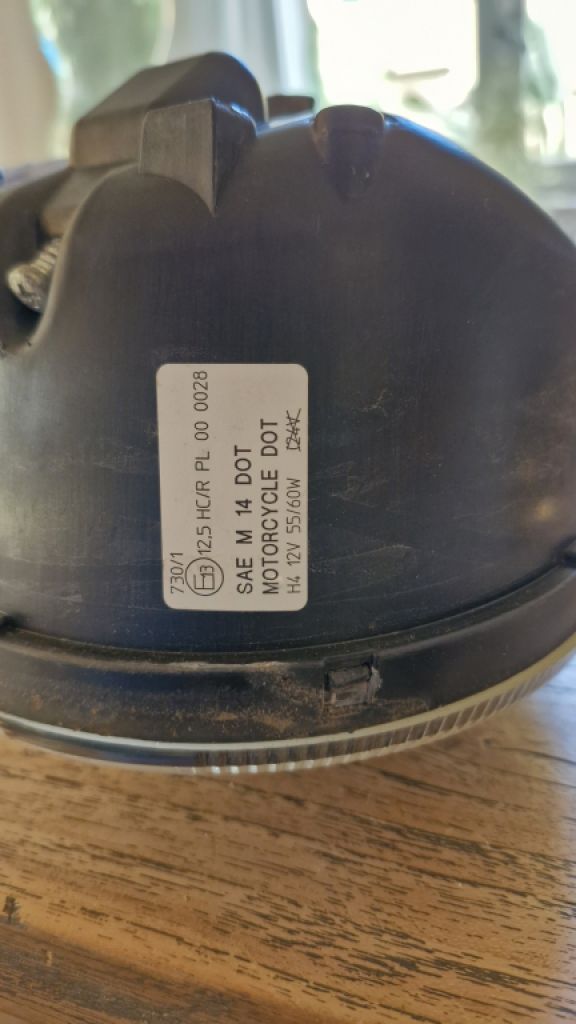 730/1
E3 12,5 HC/R PL 00 0028
SAE M 14 DOT
MOTORCYCLE DOT
H4 12V 55/60W